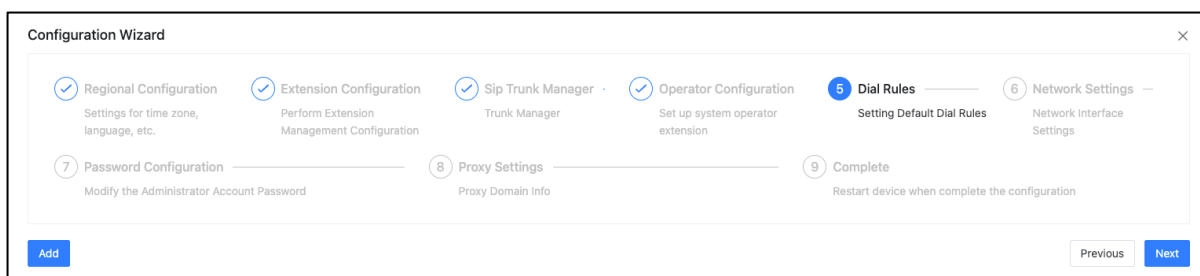 Configuration Wizard
Regional Configuration
Settings for time zone,
language, etc.
Extension Configuration
Perform Extension
Management Configuration
Sip Trunk Manager
Trunk Manager
Operator Configuration
Set up system operator
extension
5 Dial Rules
Setting Default Dial Rules
6 Network Settings
Network Interface
Settings
7 Password Configuration
Modify the Administrator Account Password
8 Proxy Settings
Proxy Domain Info
9 Complete
Restart device when complete the configuration
Add
Previous
Next